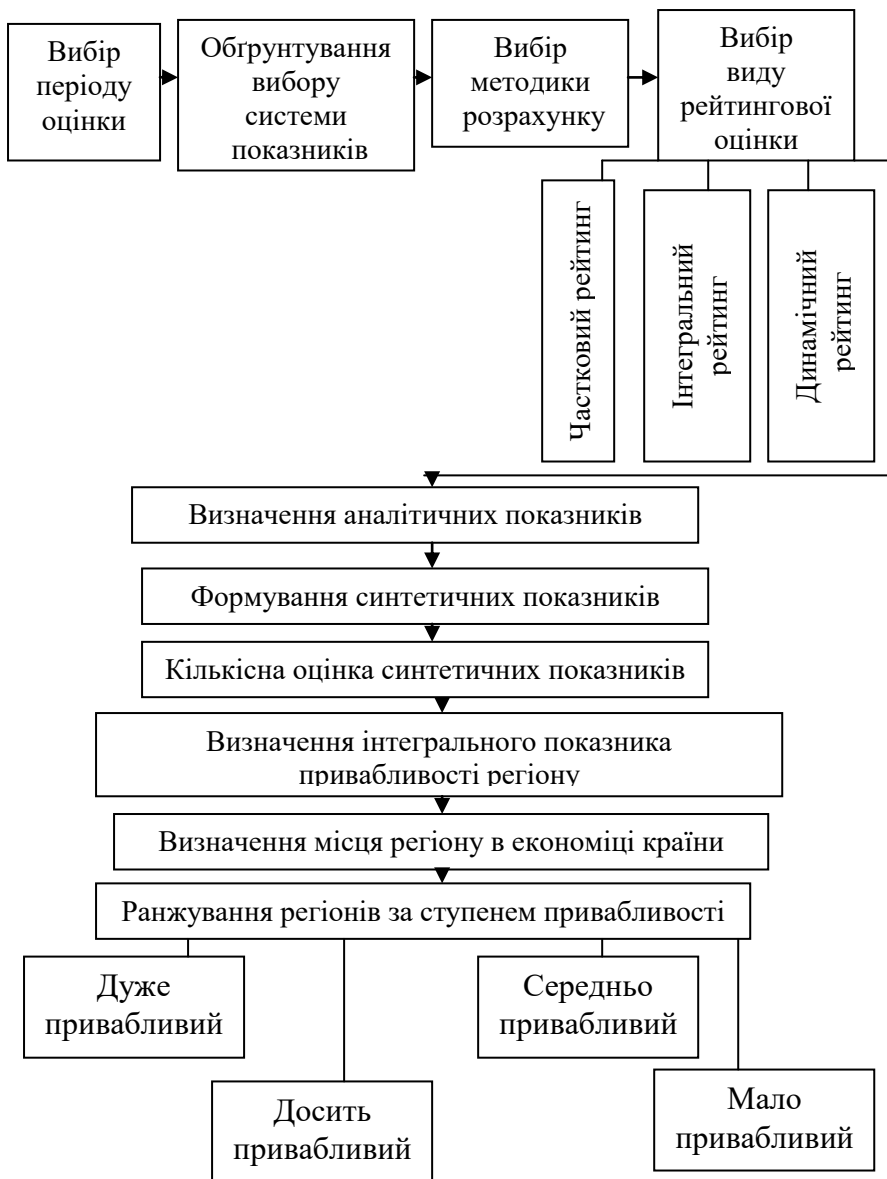 Вибір
періоду
оцінки
Обґрунтування
вибору
системи
показників
Вибір
методики
розрахунку
Вибір
виду
рейтингової
оцінки
Частковий рейтинг
Інтегральний
рейтинг
Динамічний
рейтинг
Визначення аналітичних показників
Формування синтетичних показників
Кількісна оцінка синтетичних показників
Визначення інтегрального показника
привабливості регіону
Визначення місця регіону в економіці країни
Ранжування регіонів за ступенем привабливості
Дуже
привабливий
Середньо
привабливий
Досить
привабливий
Мало
привабливий